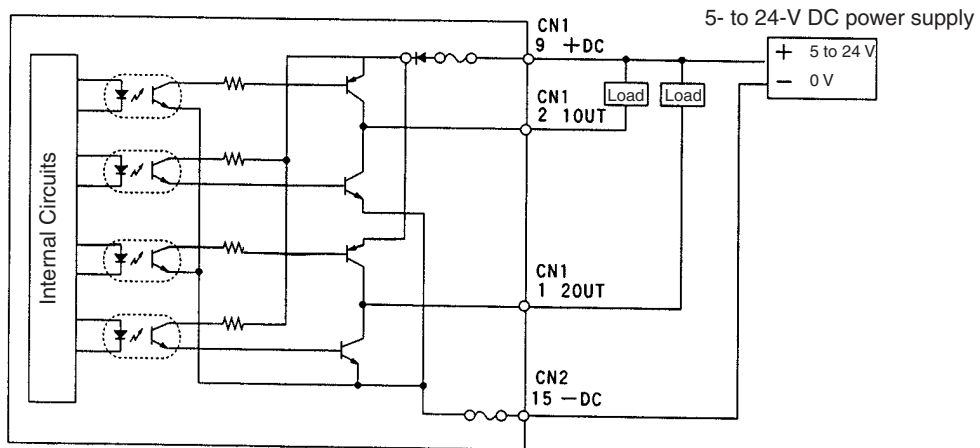 5- to 24-V DC power supply
CN1
9 +DC
+ 5 to 24 V
− 0 V
Load
Load
CN1
2 1OUT
Internal Circuits
CN1
1 2OUT
CN2
15 −DC